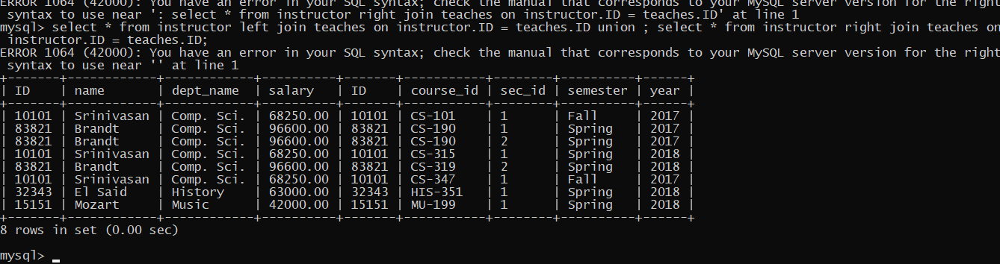 ERROR 1064 (42000): You have an error in your SQL syntax; check the manual that corresponds to your MySQL server version for the right
 syntax to use near ': select * from instructor right join teaches on instructor.ID = teaches.ID' at line 1
mysql> select * from instructor left join teaches on instructor.ID = teaches.ID union ; select * from instructor right join teaches on
 instructor.ID = teaches.ID;
ERROR 1064 (42000): You have an error in your SQL syntax; check the manual that corresponds to your MySQL server version for the right
 syntax to use near '' at line 1
+-------+------------+------------+----------+-------+-----------+--------+----------+------+
| ID    | name       | dept_name  | salary   | ID    | course_id | sec_id | semester | year |
+-------+------------+------------+----------+-------+-----------+--------+----------+------+
| 10101 | Srinivasan | Comp. Sci. | 68250.00 | 10101 | CS-101    | 1      | Fall     | 2017 |
| 83821 | Brandt     | Comp. Sci. | 96600.00 | 83821 | CS-190    | 1      | Spring   | 2017 |
| 83821 | Brandt     | Comp. Sci. | 96600.00 | 83821 | CS-190    | 2      | Spring   | 2017 |
| 10101 | Srinivasan | Comp. Sci. | 68250.00 | 10101 | CS-315    | 1      | Spring   | 2018 |
| 83821 | Brandt     | Comp. Sci. | 96600.00 | 83821 | CS-319    | 2      | Spring   | 2018 |
| 10101 | Srinivasan | Comp. Sci. | 68250.00 | 10101 | CS-347    | 1      | Fall     | 2017 |
| 32343 | El Said    | History    | 63000.00 | 32343 | HIS-351   | 1      | Spring   | 2018 |
| 15151 | Mozart     | Music      | 42000.00 | 15151 | MU-199    | 1      | Spring   | 2018 |
+-------+------------+------------+----------+-------+-----------+--------+----------+------+
8 rows in set (0.00 sec)
mysql> _